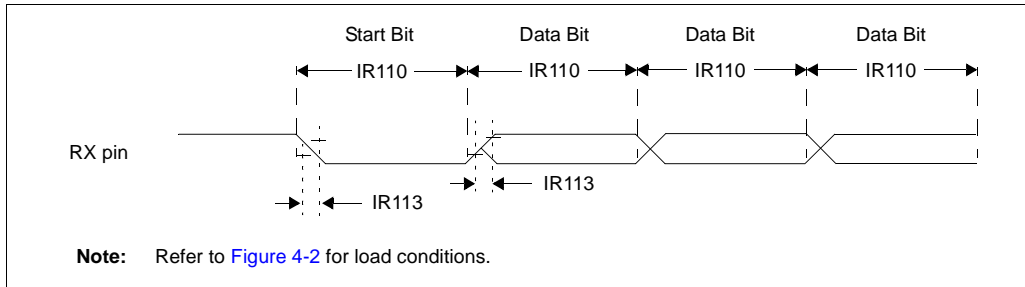 Start Bit Data Bit Data Bit Data Bit
IR110 IR110 IR110 IR110
RX pin
IR113 IR113
Note: Refer to Figure 4-2 for load conditions.